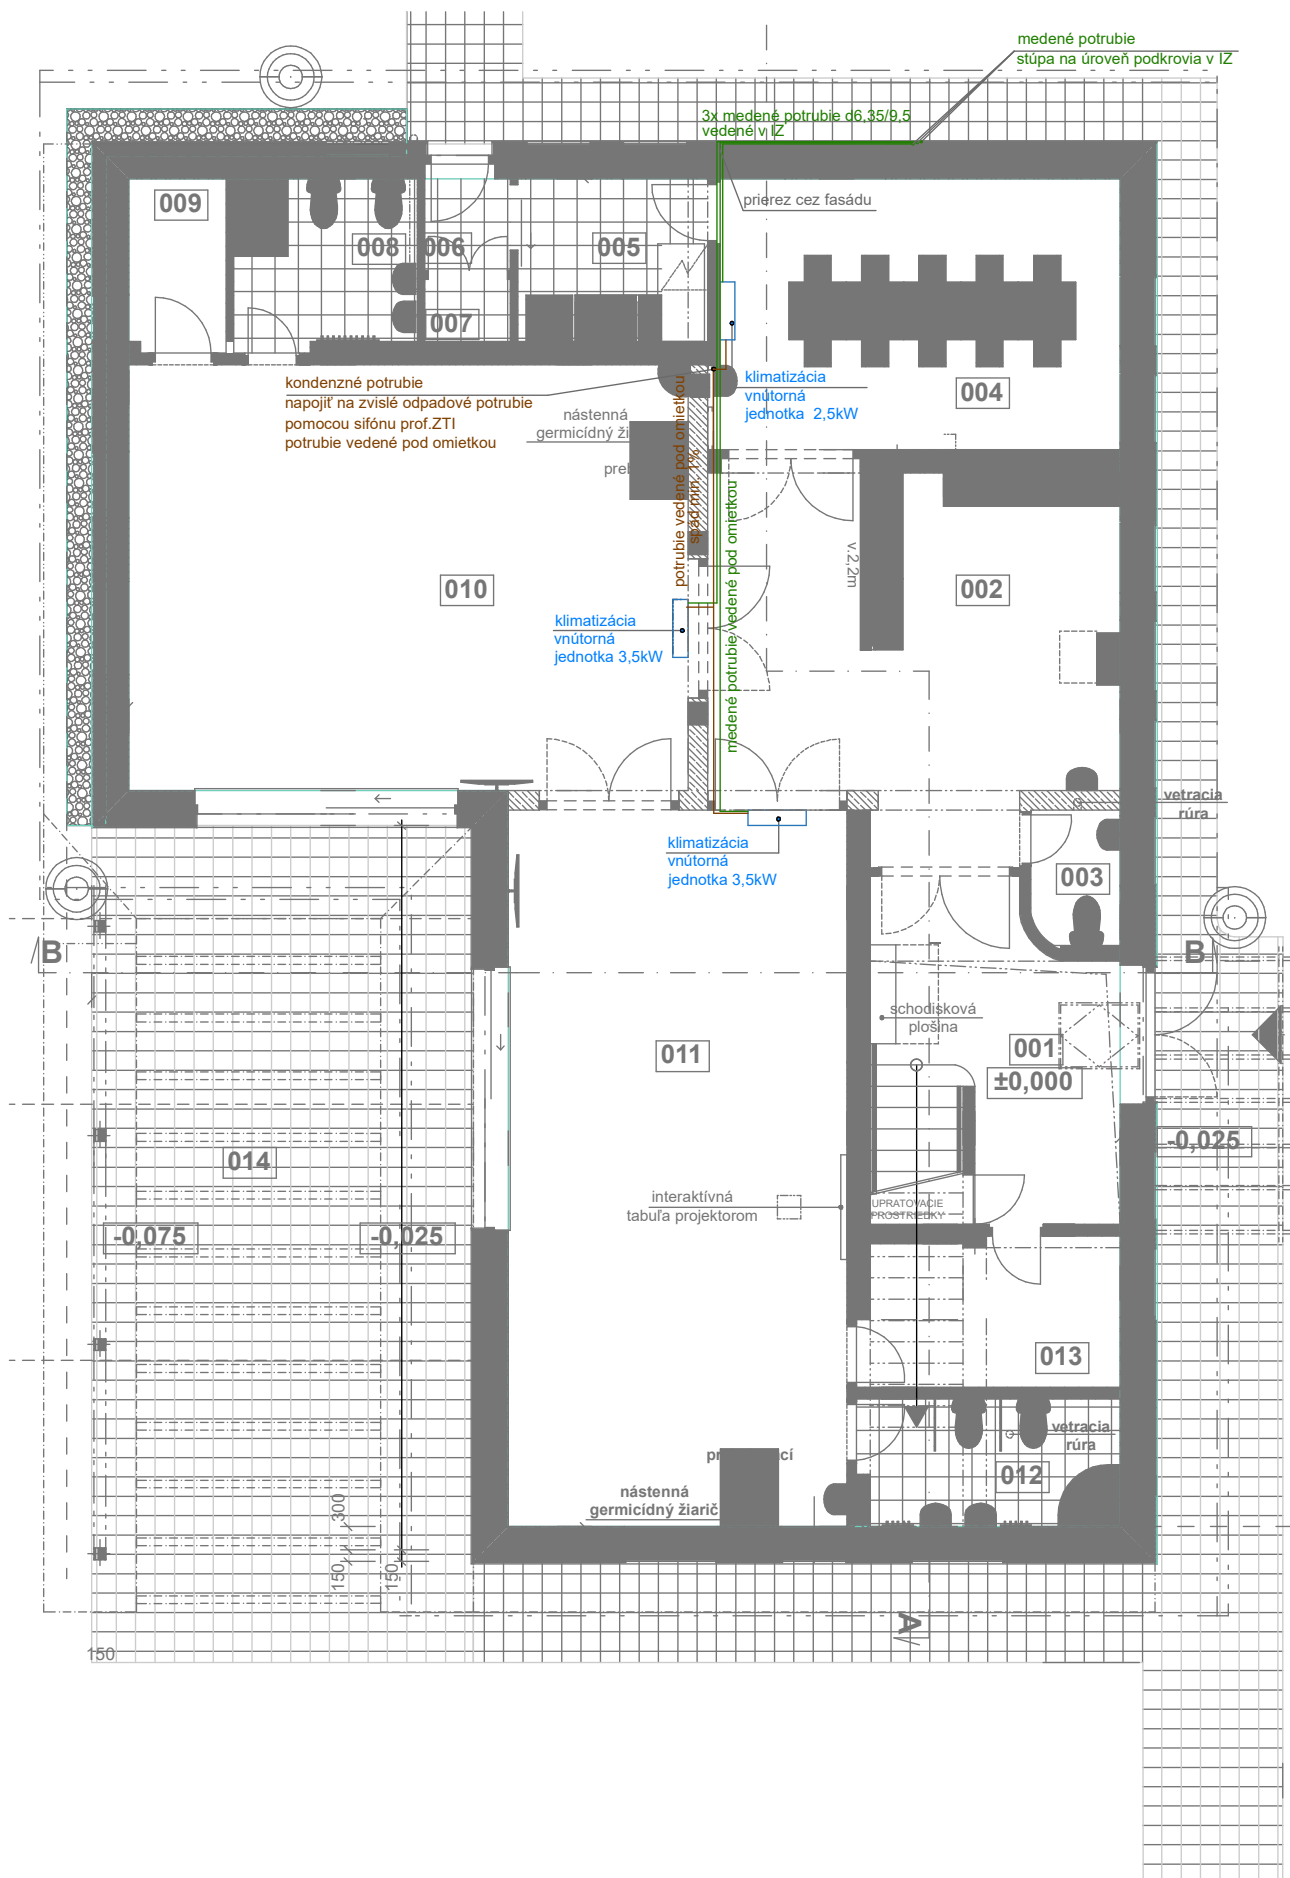 medené potrubie
stúpa na úroveň podkrovia v IZ
3x medené potrubie d6,35/9,5
vedené v IZ
prierez cez fasádu
009
008
006
005
007
004
kondenzné potrubie
napojiť na zvislé odpadové potrubie
pomocou sifónu prof.ZTI
potrubie vedené pod omietkou
klimatizácia
vnútorná
jednotka 2,5kW
nástenná
germicídný ži
prel
potrubie vedené pod omietkou
spád min. 1%
medené potrubie vedené pod omietkou
v.2,2m
010
002
klimatizácia
vnútorná
jednotka 3,5kW
vetracia
rúra
klimatizácia
vnútorná
jednotka 3,5kW
003
B
B
schodisková
plošina
011
001
±0,000
-0,025
014
interaktívná
tabuľa projektorom
UPRATOVACIE
PROSTRIEDKY
-0,075
-0,025
013
vetracia
rúra
012
nástenná
germicídný žiarič
300
150
150
A
150